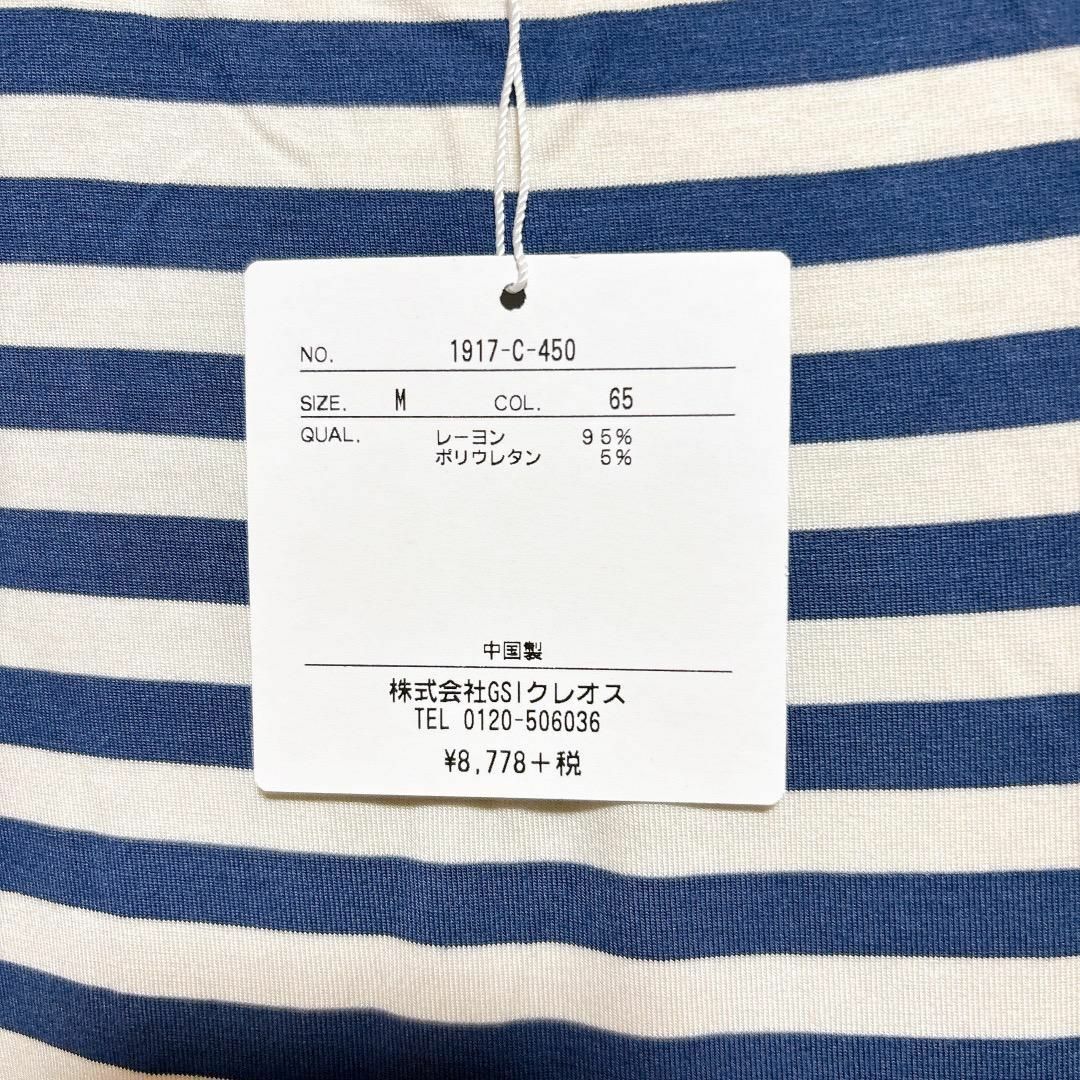 NO. 1917-C-450
SIZE. M COL. 65
QUAL. レーヨン 95%
ポリウレタン 5%
中国製
株式会社GSIクレオス
TEL 0120-506036
¥8,778+税